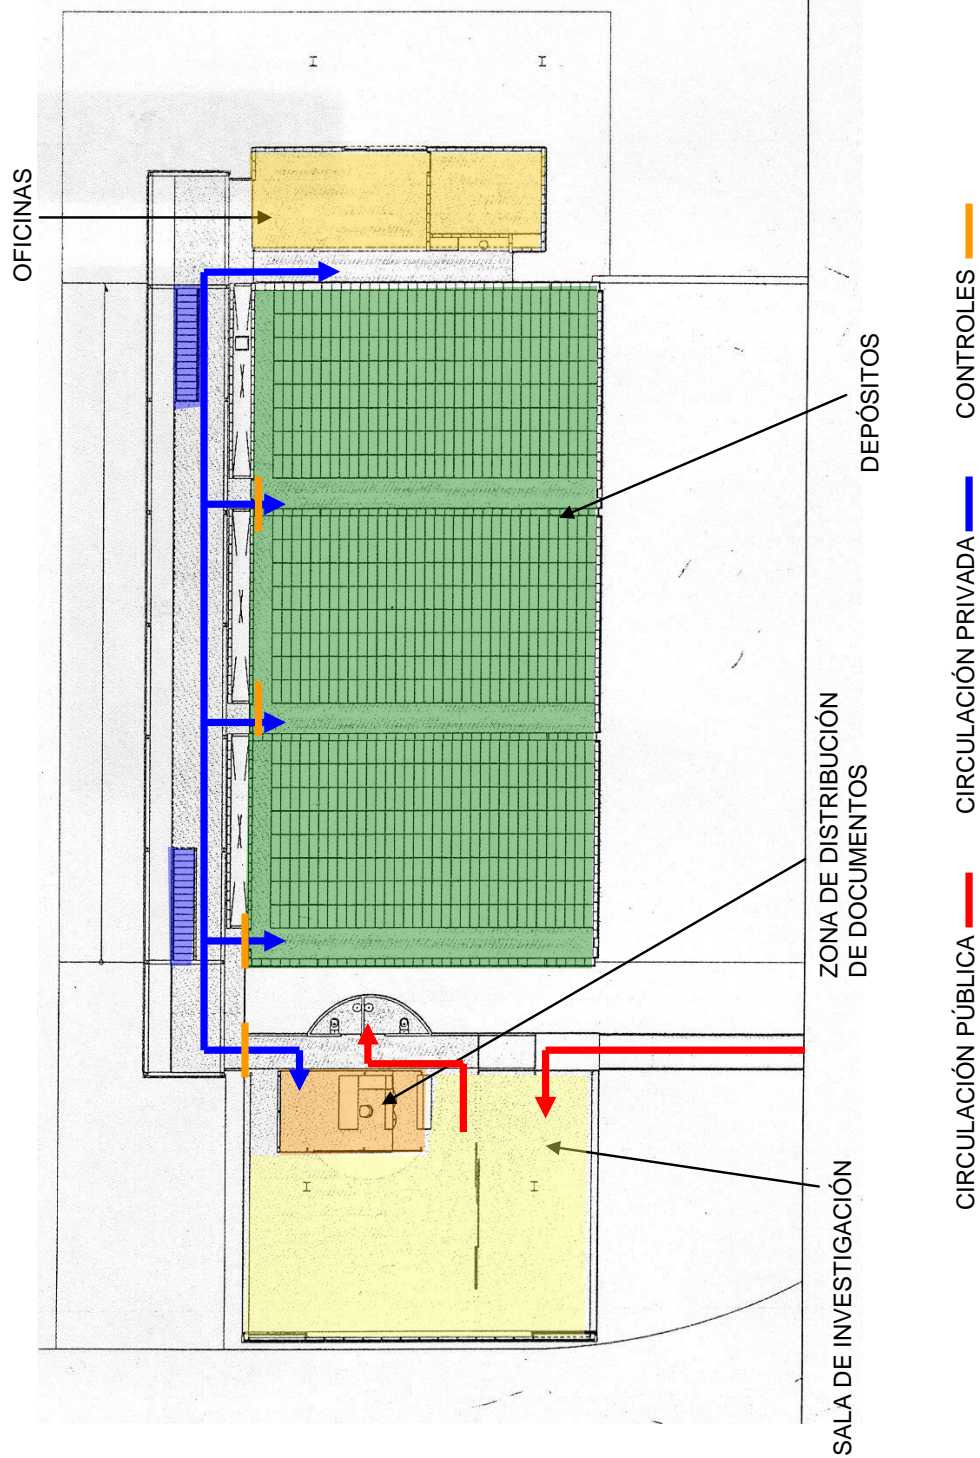 OFICINAS
DEPÓSITOS
ZONA DE DISTRIBUCIÓN
DE DOCUMENTOS
SALA DE INVESTIGACIÓN
CIRCULACIÓN PÚBLICA
CIRCULACIÓN PRIVADA
CONTROLES